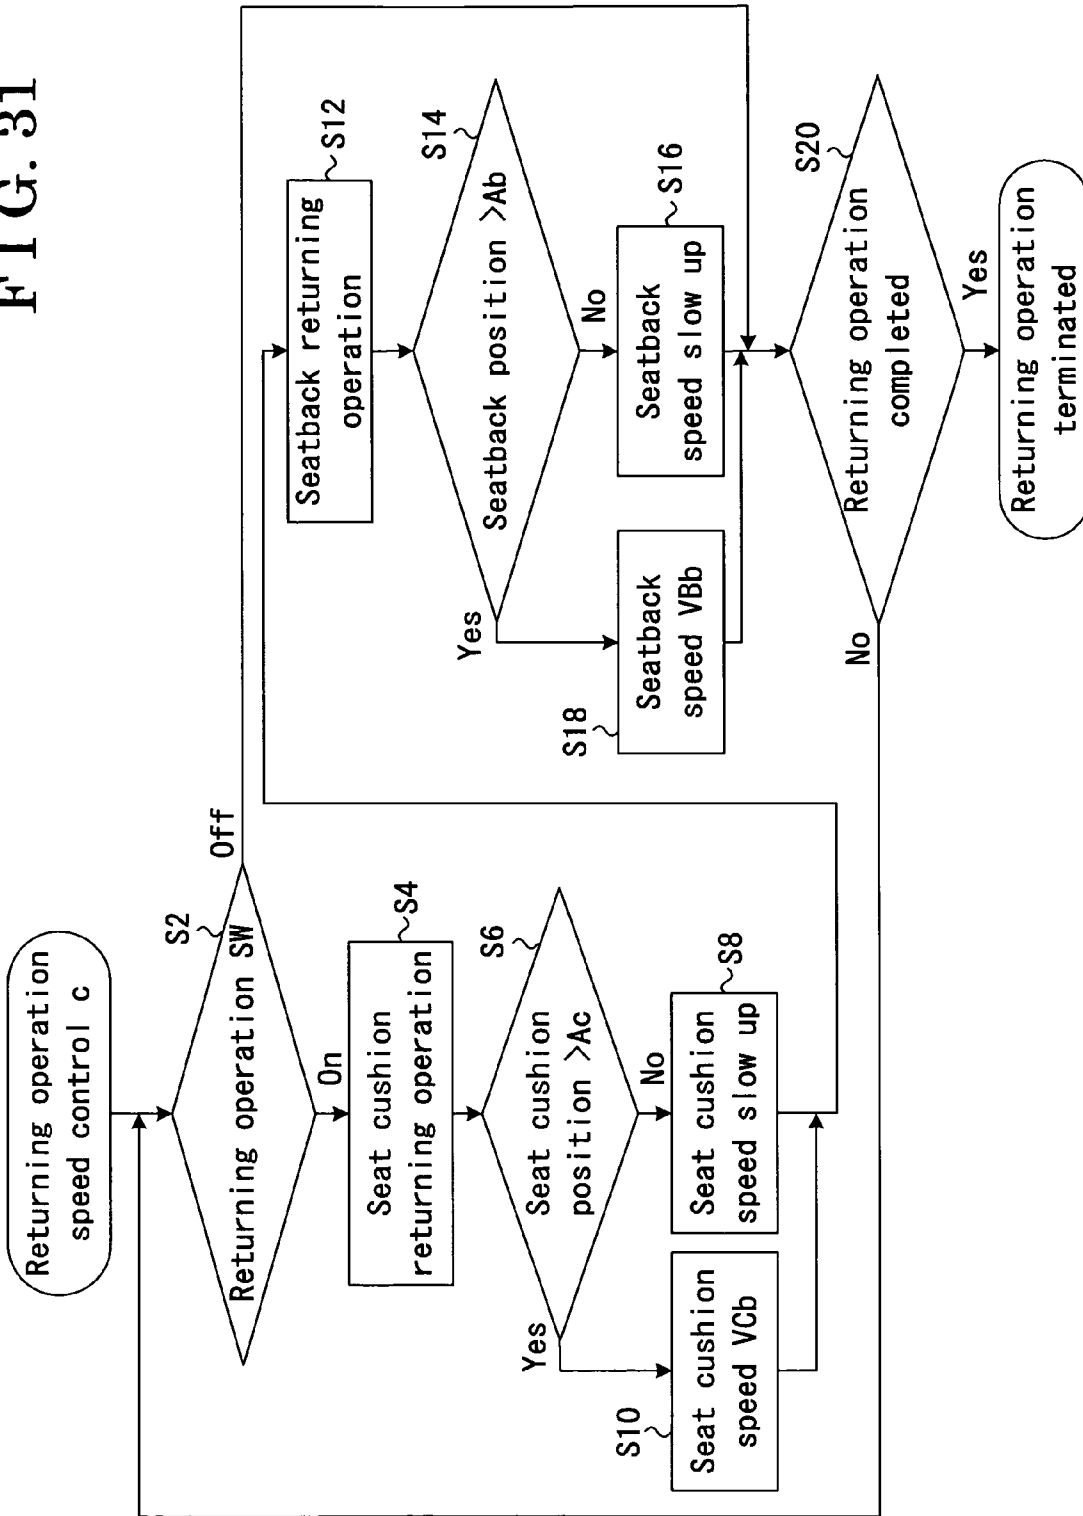 FIG. 31
Returning operation
speed control c
S2
Returning operation SW
Off
On
S4
Seat cushion
returning operation
S6
Seat cushion
position >Ac
Yes
No
S8
Seat cushion
speed slow up
S10
Seat cushion
speed VCb
S12
Seatback returning
operation
S14
Seatback position >Ab
Yes
No
S16
Seatback
speed slow up
S18
Seatback
speed VBb
S20
Returning operation
completed
No
Yes
Returning operation
terminated